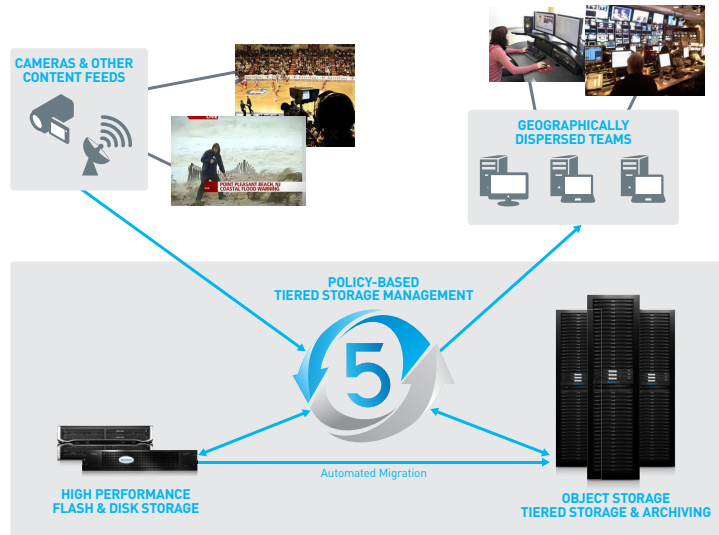 CAMERAS & OTHER
CONTENT FEEDS
LIVE
POINT PLEASANT BEACH, NJ
COASTAL FLOOD WARNING
GEOGRAPHICALLY
DISPERSED TEAMS
POLICY-BASED
TIERED STORAGE MANAGEMENT
5
Automated Migration
HIGH PERFORMANCE
FLASH & DISK STORAGE
OBJECT STORAGE
TIERED STORAGE & ARCHIVING